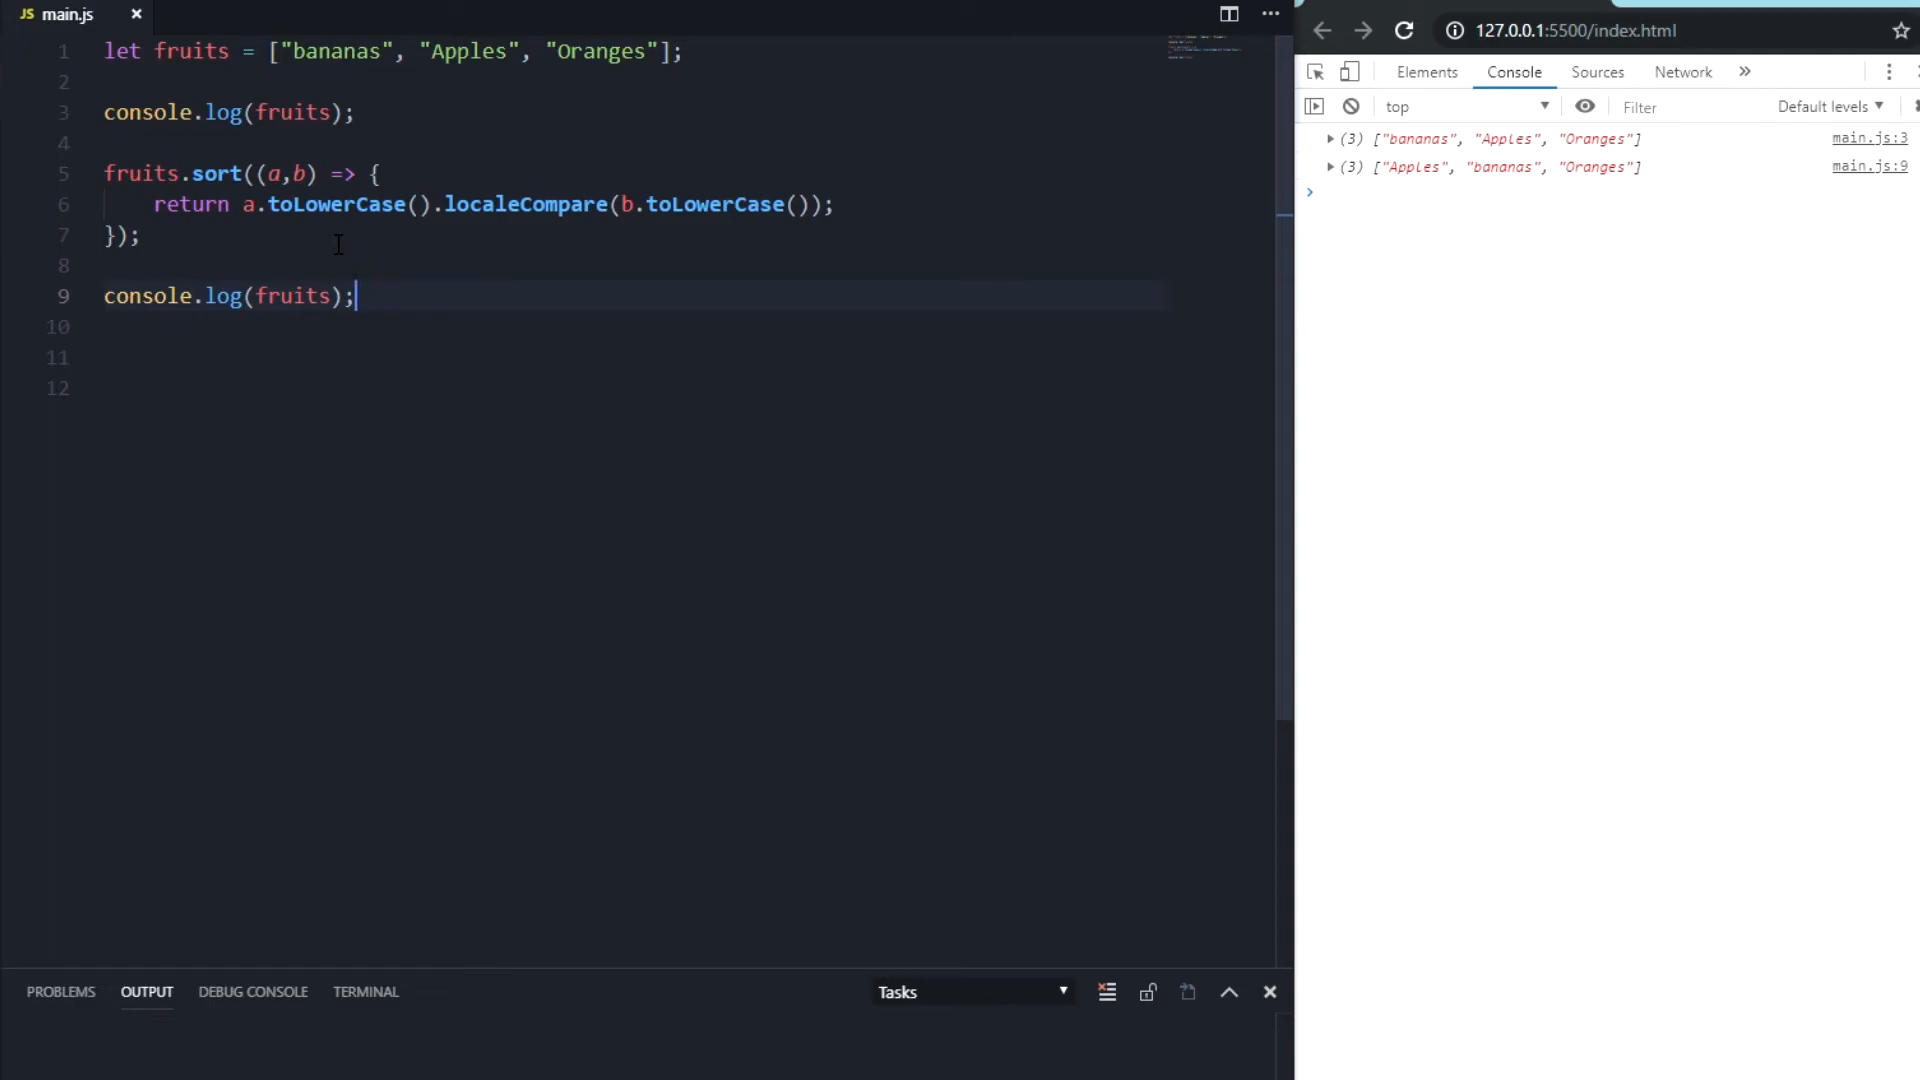 JS main.js
1 let fruits = ["bananas", "Apples", "Oranges"];
2
3 console.log(fruits);
4
5 fruits.sort((a,b) => {
6 return a.toLowerCase().localeCompare(b.toLowerCase());
7 });
8
9 console.log(fruits);
10
11
12
PROBLEMS OUTPUT DEBUG CONSOLE TERMINAL Tasks
127.0.0.1:5500/index.html
Elements Console Sources Network »
top Filter Default levels
(3) ["bananas", "Apples", "Oranges"] main.js:3
(3) ["Apples", "bananas", "Oranges"] main.js:9